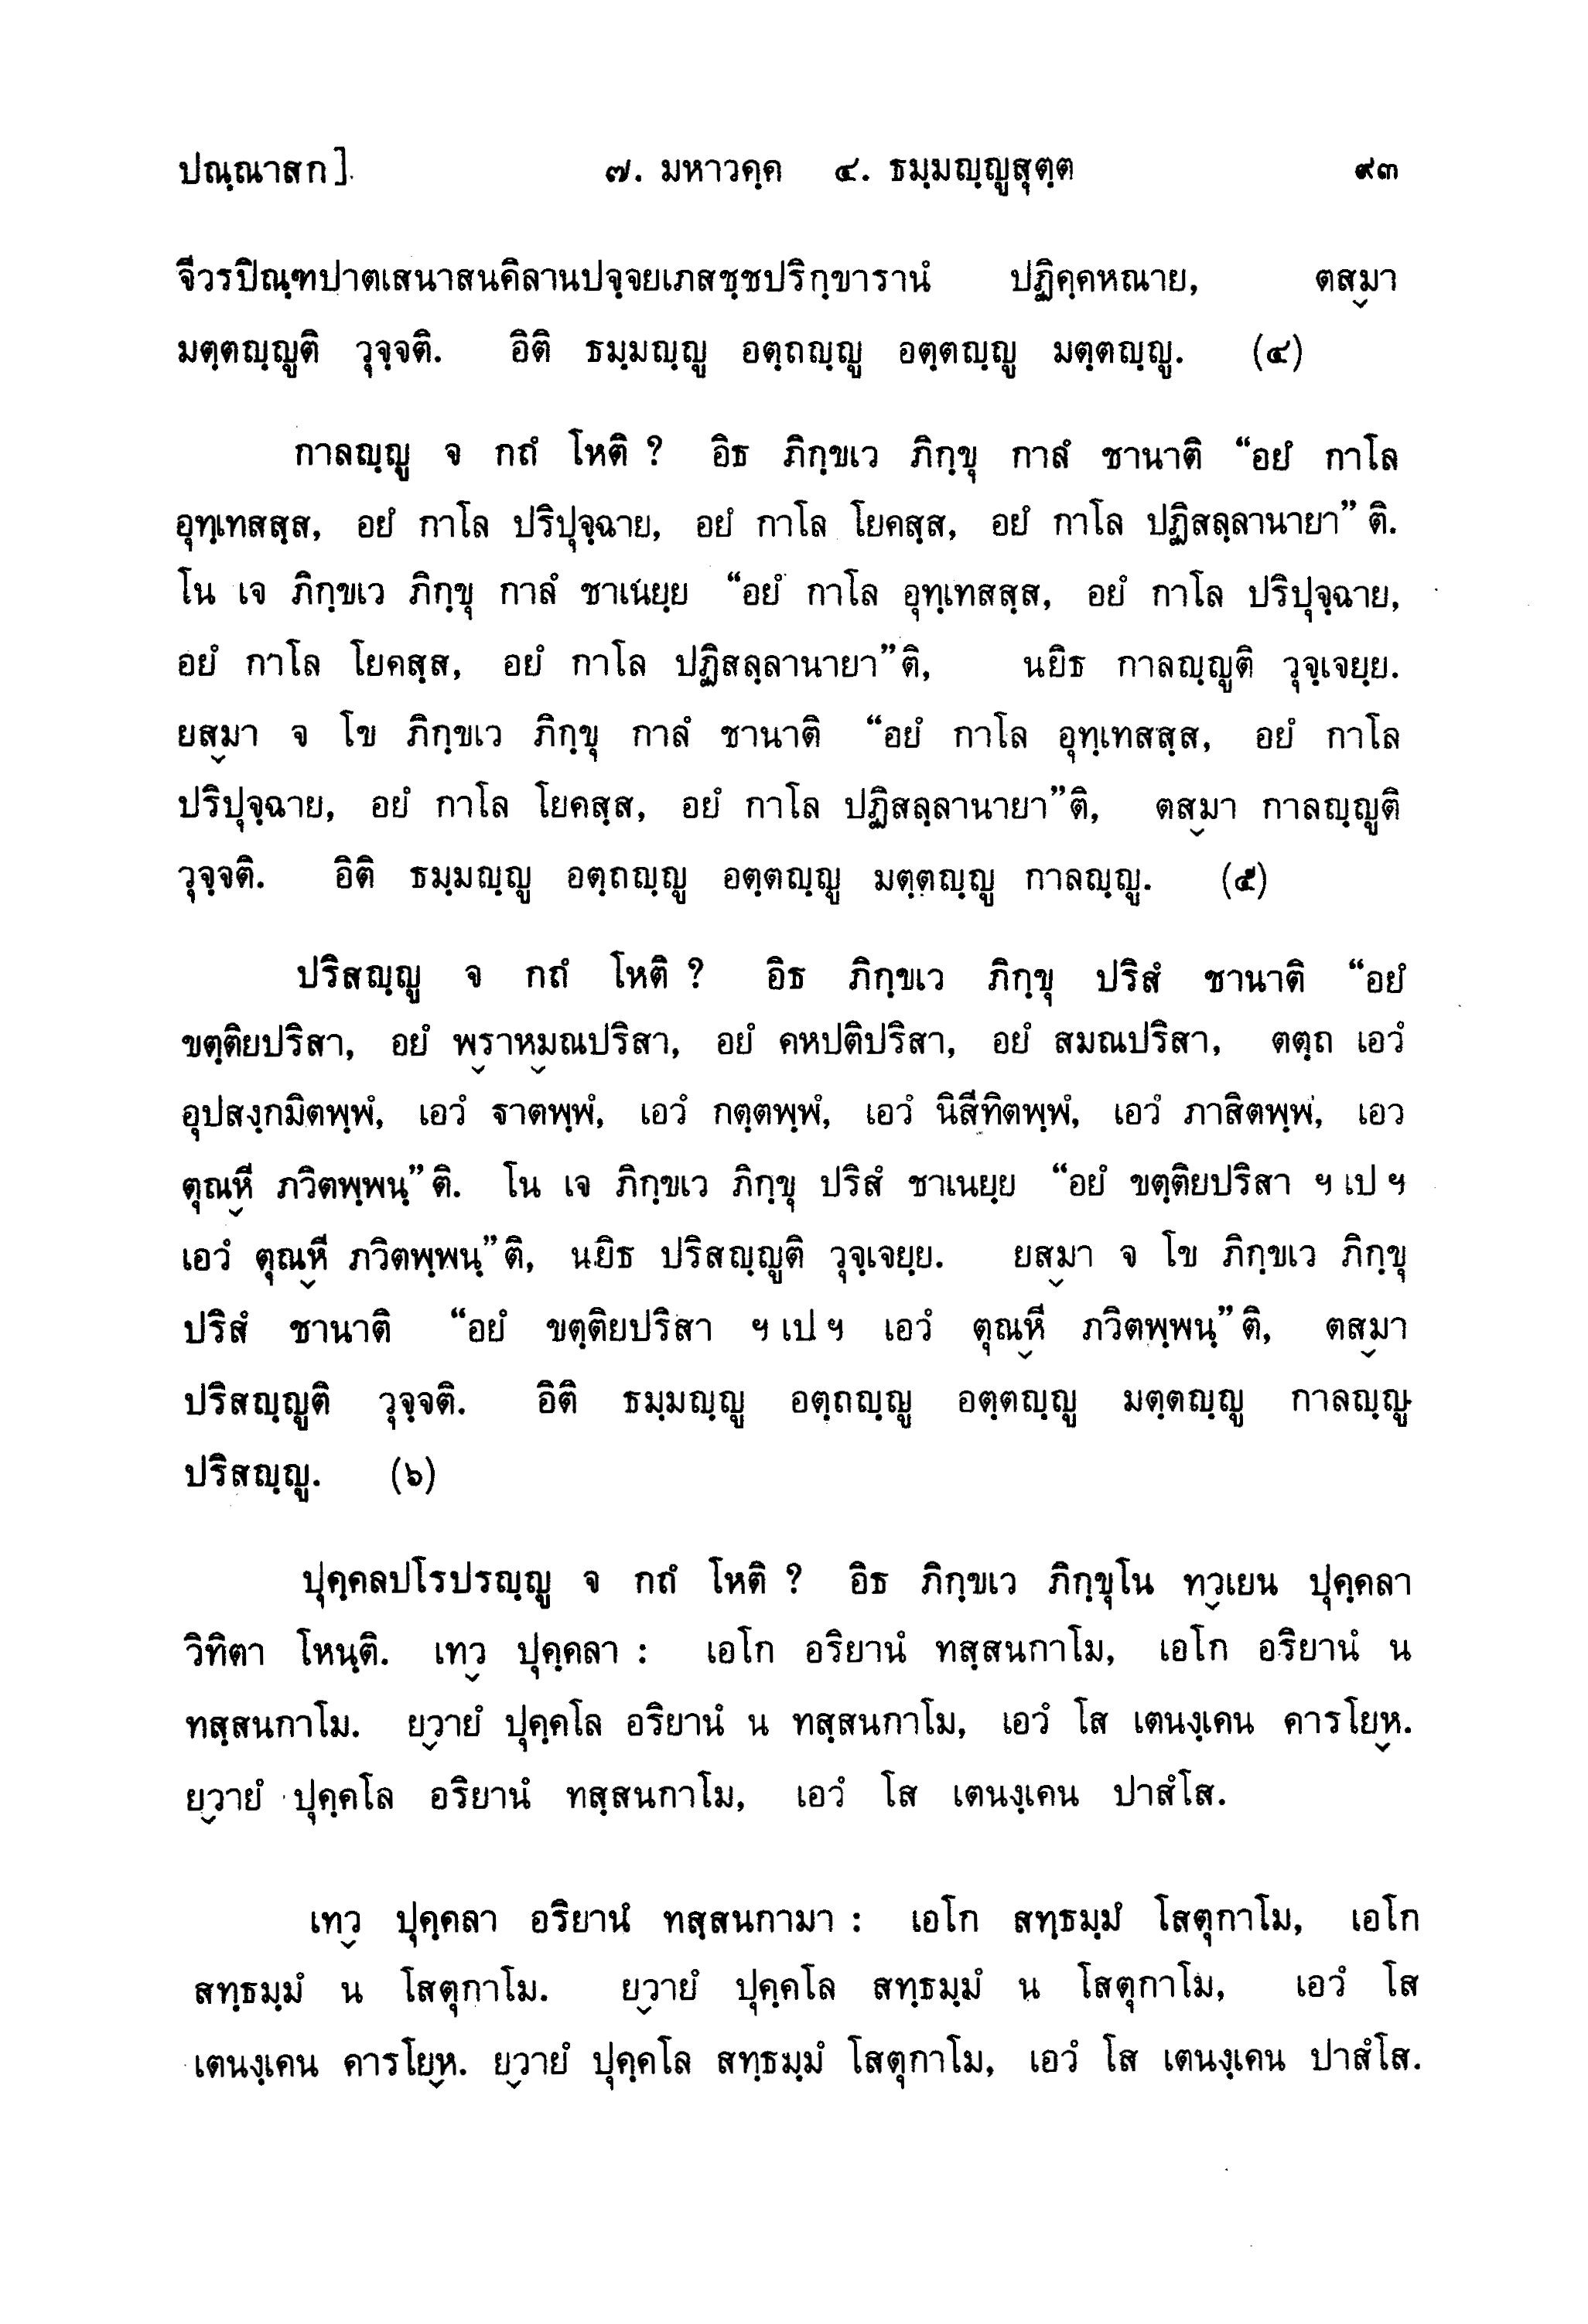 ปณฺณาสก] ๗. มหาวคฺค ๔. ธมฺมญฺญูสุตฺต ๙๓
จีวรปิณฺฑปาตเสนาสนคิลานปจฺจยเภสชฺชปริกฺขารานํ ปฏิคฺคหณาย, ตสฺมา
มตฺตญฺญูติ วุจฺจติ. อิติ ธมฺมญฺญู อตฺถญฺญู อตฺตญฺญู มตฺตญฺญู. (๔)
กาลญฺญู จ กถํ โหติ ? อิธ ภิกฺขเว ภิกฺขุ กาลํ ชานาติ “อยํ กาโล
อุทฺเทสสฺส, อยํ กาโล ปริปุจฺฉาย, อยํ กาโล โยคสฺส, อยํ กาโล ปฏิสลฺลานายา” ติ.
โน เจ ภิกฺขเว ภิกฺขุ กาลํ ชาเนยฺย “อยํ กาโล อุทฺเทสสฺส, อยํ กาโล ปริปุจฺฉาย,
อยํ กาโล โยคสฺส, อยํ กาโล ปฏิสลฺลานายา”ติ, นยิธ กาลญฺญูติ วุจฺเจยฺย.
ยสฺมา จ โข ภิกฺขเว ภิกฺขุ กาลํ ชานาติ “อยํ กาโล อุทฺเทสสฺส, อยํ กาโล
ปริปุจฺฉาย, อยํ กาโล โยคสฺส, อยํ กาโล ปฏิสลฺลานายา”ติ, ตสฺมา กาลญฺญูติ
วุจฺจติ. อิติ ธมฺมญฺญู อตฺถญฺญู อตฺตญฺญู มตฺตญฺญู กาลญฺญู. (๕)
ปริสญฺญู จ กถํ โหติ ? อิธ ภิกฺขเว ภิกฺขุ ปริสํ ชานาติ “อยํ
ขตฺติยปริสา, อยํ พฺราหฺมณปริสา, อยํ คหปติปริสา, อยํ สมณปริสา, ตตฺถ เอวํ
อุปสงฺกมิตพฺพํ, เอวํ ฐาตพฺพํ, เอวํ กตฺตพฺพํ, เอวํ นิสีทิตพฺพํ, เอวํ ภาสิตพฺพํ, เอว
ตุณฺหี ภวิตพฺพนฺ” ติ. โน เจ ภิกฺขเว ภิกฺขุ ปริสํ ชาเนยฺย “อยํ ขตฺติยปริสา ฯ เป ฯ
เอวํ ตุณฺหี ภวิตพฺพนฺ” ติ, นยิธ ปริสญฺญูติ วุจฺเจยฺย. ยสฺมา จ โข ภิกฺขเว ภิกฺขุ
ปริสํ ชานาติ “อยํ ขตฺติยปริสา ฯ เป ฯ เอวํ ตุณฺหี ภวิตพฺพนฺ” ติ, ตสฺมา
ปริสญฺญูติ วุจฺจติ. อิติ ธมฺมญฺญู อตฺถญฺญู อตฺตญฺญู มตฺตญฺญู กาลญฺญู
ปริสญฺญู. (๖)
ปุคฺคลปโรปรญฺญู จ กถํ โหติ ? อิธ ภิกฺขเว ภิกฺขุโน ทฺวเยน ปุคฺคลา
วิทิตา โหนฺติ. เทฺว ปุคฺคลา : เอโก อริยานํ ทสฺสนกาโม, เอโก อริยานํ น
ทสฺสนกาโม. ยฺวายํ ปุคฺคโล อริยานํ น ทสฺสนกาโม, เอวํ โส เตนงฺเคน คารโยฺห.
ยฺวายํ ปุคฺคโล อริยานํ ทสฺสนกาโม, เอวํ โส เตนงฺเคน ปาสํโส.
เทฺว ปุคฺคลา อริยานํ ทสฺสนกามา : เอโก สทฺธมฺมํ โสตุกาโม, เอโก
สทฺธมฺมํ น โสตุกาโม. ยฺวายํ ปุคฺคโล สทฺธมฺมํ น โสตุกาโม, เอวํ โส
เตนงฺเคน คารโยฺห. ยฺวายํ ปุคฺคโล สทฺธมฺมํ โสตุกาโม, เอวํ โส เตนงฺเคน ปาสํโส.